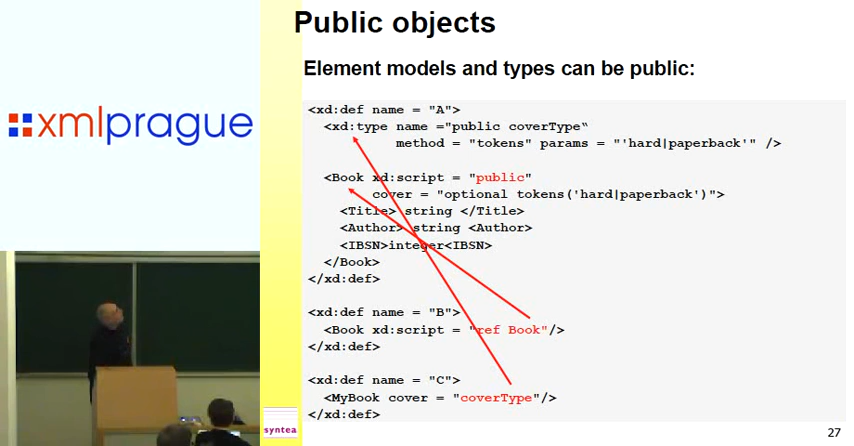 Public objects
xmlprague
Element models and types can be public:
<xd:def name = "A">
<xd:type name ="public coverType"
method = "tokens" params = "'hard|paperback'" />
<Book xd:script = "public"
cover = "optional tokens('hard|paperback')">
<Title> string </Title>
<Author> string <Author>
<IBSN>integer<IBSN>
</Book>
</xd:def>
<xd:def name = "B">
<Book xd:script = "ref Book"/>
</xd:def>
<xd:def name = "C">
<MyBook cover = "coverType"/>
</xd:def>
syntea
27